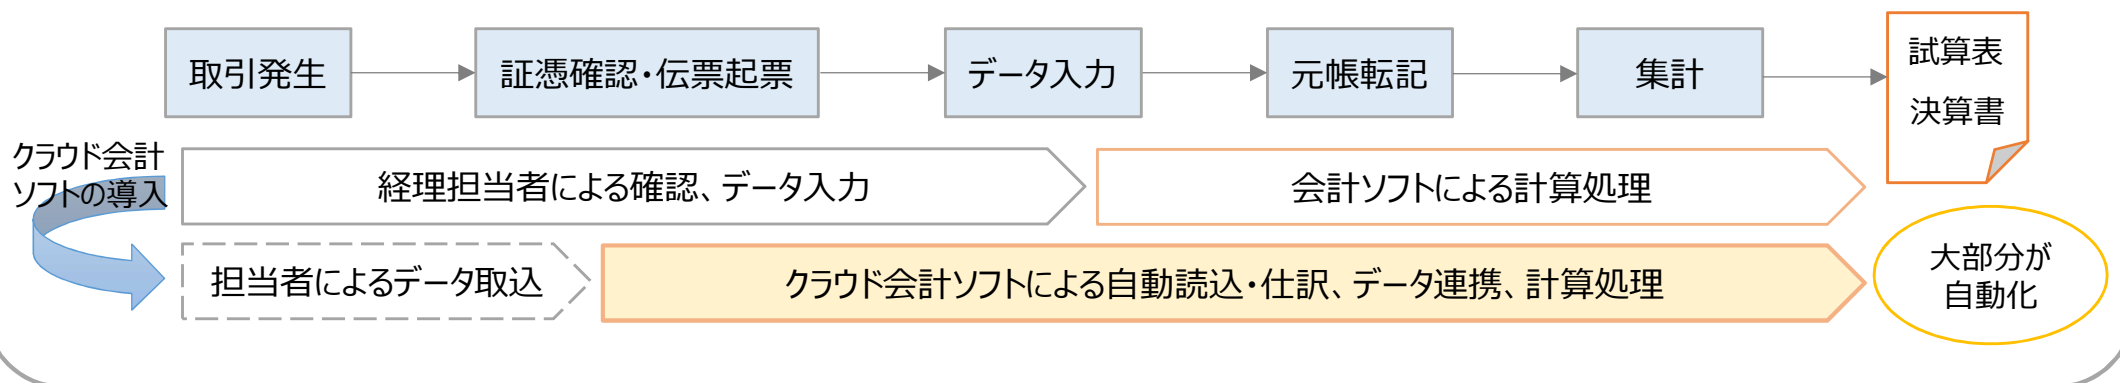 取引発生
証憑確認・伝票起票
データ入力
元帳転記
集計
試算表
決算書
クラウド会計
ソフトの導入
経理担当者による確認、データ入力
会計ソフトによる計算処理
担当者によるデータ取込
クラウド会計ソフトによる自動読込・仕訳、データ連携、計算処理
大部分が
自動化